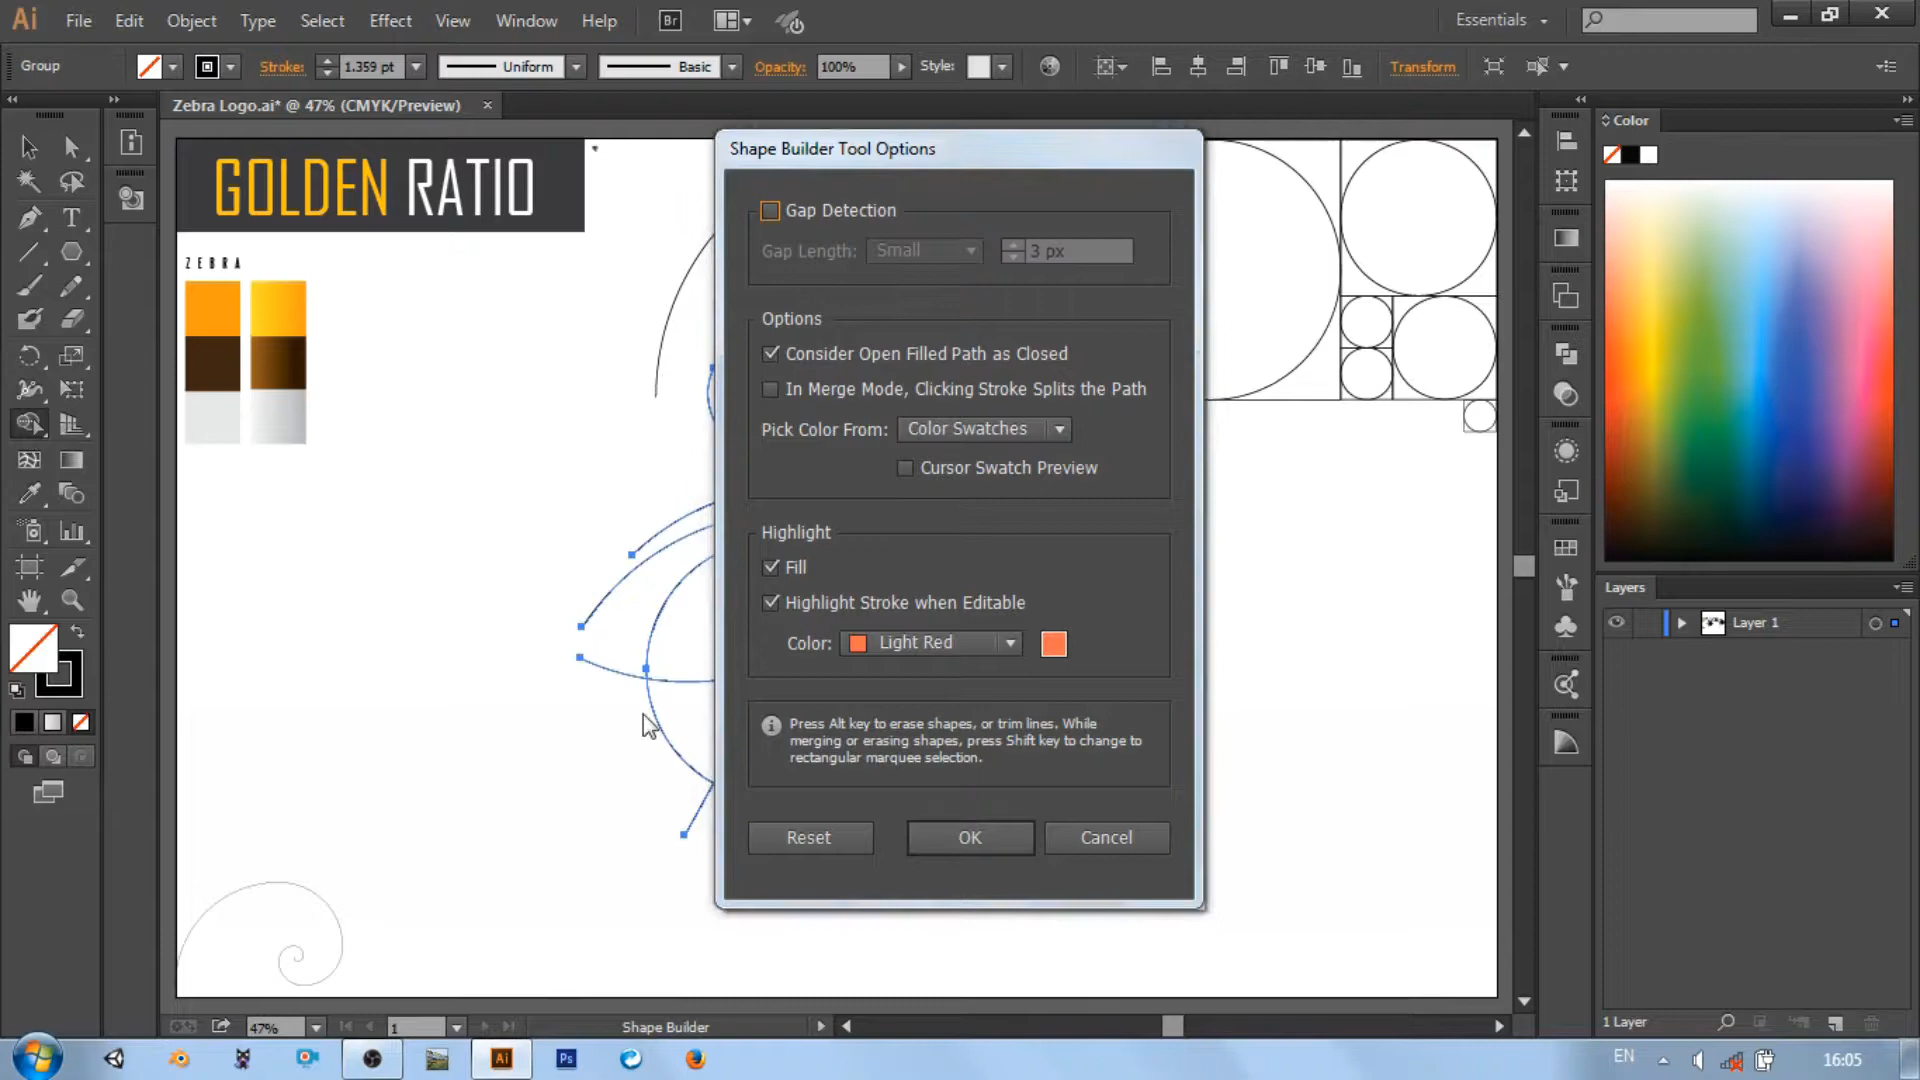 Ai File Edit Object Type Select Effect View Window Help Br Essentials
Group Stroke: 1.359 pt Uniform Basic Opacity: 100% Style: Transform
Zebra Logo.ai* @ 47% (CMYK/Preview)
GOLDEN RATIO
ZEBRA
Shape Builder Tool Options
Gap Detection
Gap Length: Small 3 px
Options
Consider Open Filled Path as Closed
In Merge Mode, Clicking Stroke Splits the Path
Pick Color From: Color Swatches
Cursor Swatch Preview
Highlight
Fill
Highlight Stroke when Editable
Color: Light Red
Press Alt key to erase shapes, or trim lines. While
merging or erasing shapes, press Shift key to change to
rectangular marquee selection.
Reset OK Cancel
Color
Layers
Layer 1
1 Layer
47% 1 Shape Builder
Ai Ps EN 16:05